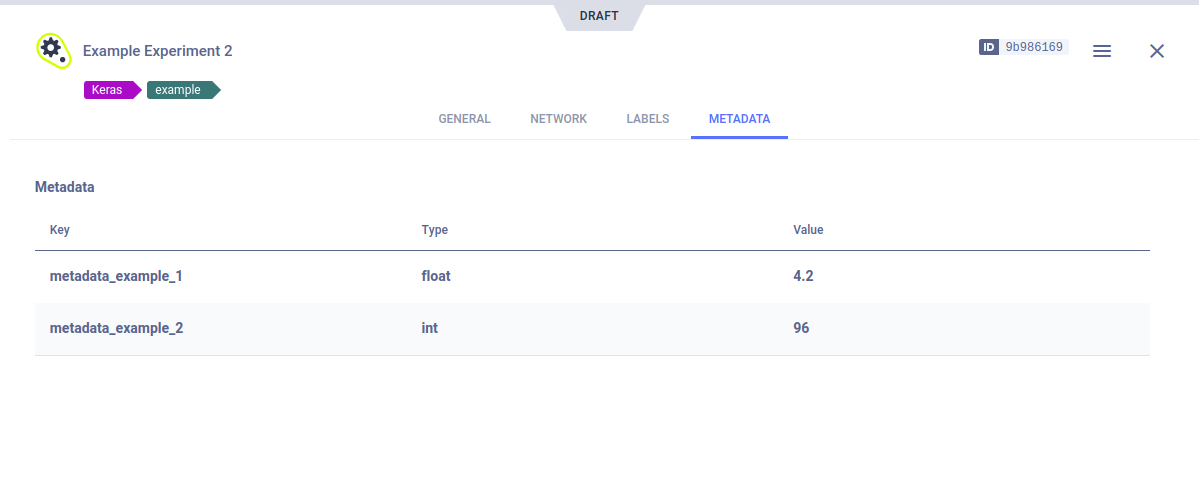 DRAFT
Example Experiment 2
ID 9b986169
Keras example
GENERAL NETWORK LABELS METADATA
Metadata
Key Type Value
metadata_example_1 float 4.2
metadata_example_2 int 96